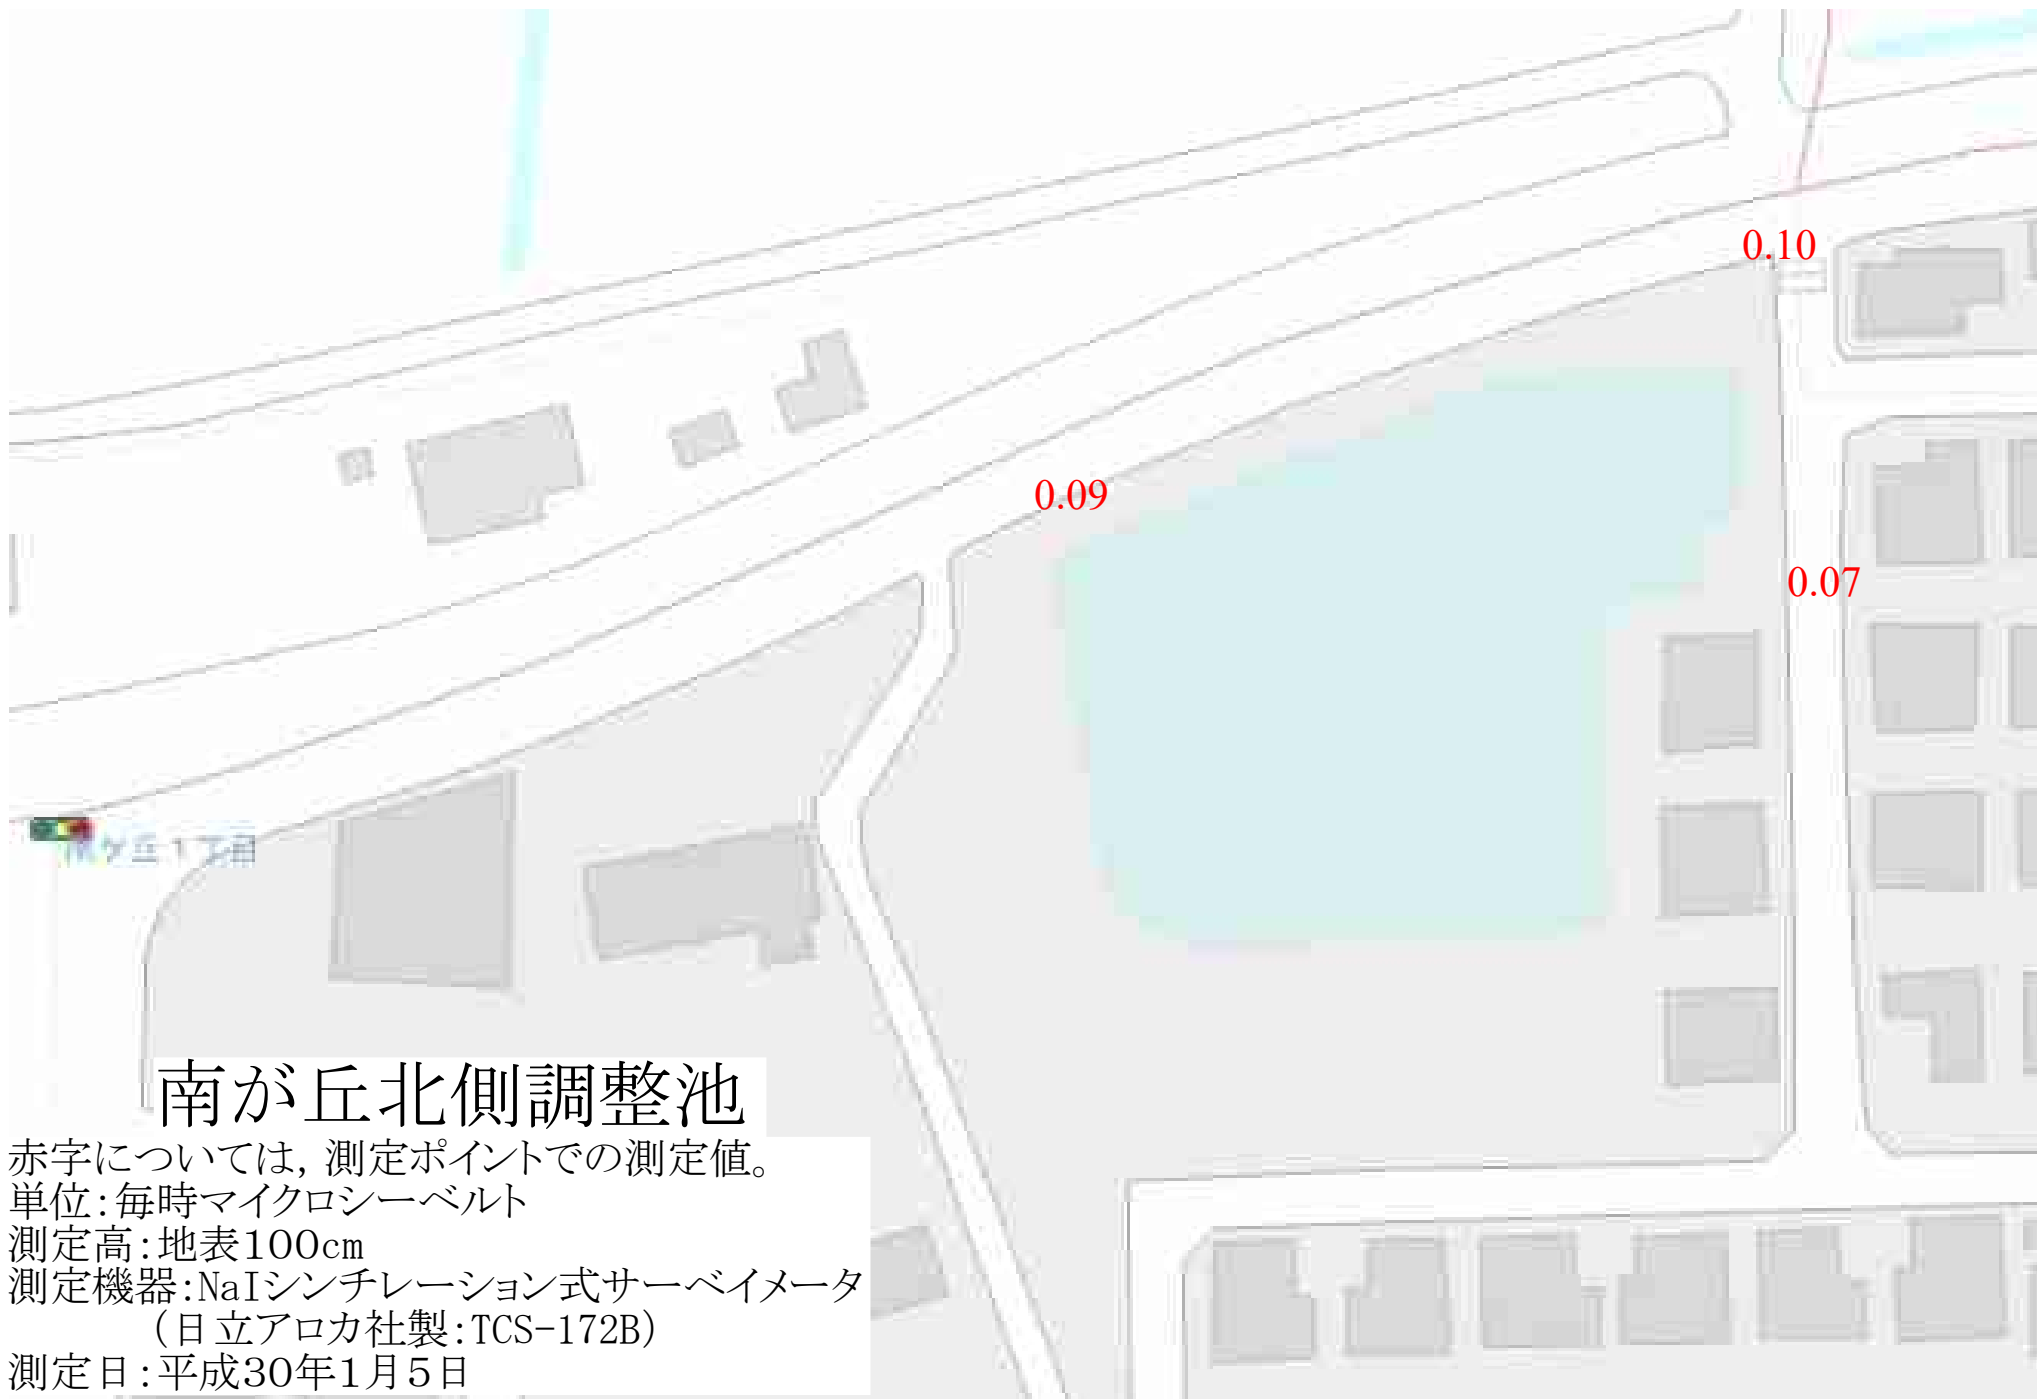 0.10
0.09
0.07
ケ丘1丁目
南が丘北側調整池
赤字については,測定ポイントでの測定値。
単位:毎時マイクロシーベルト
測定高:地表100cm
測定機器:NaIシンチレーション式サーベイメータ
(日立アロカ社製:TCS-172B)
測定日:平成30年1月5日